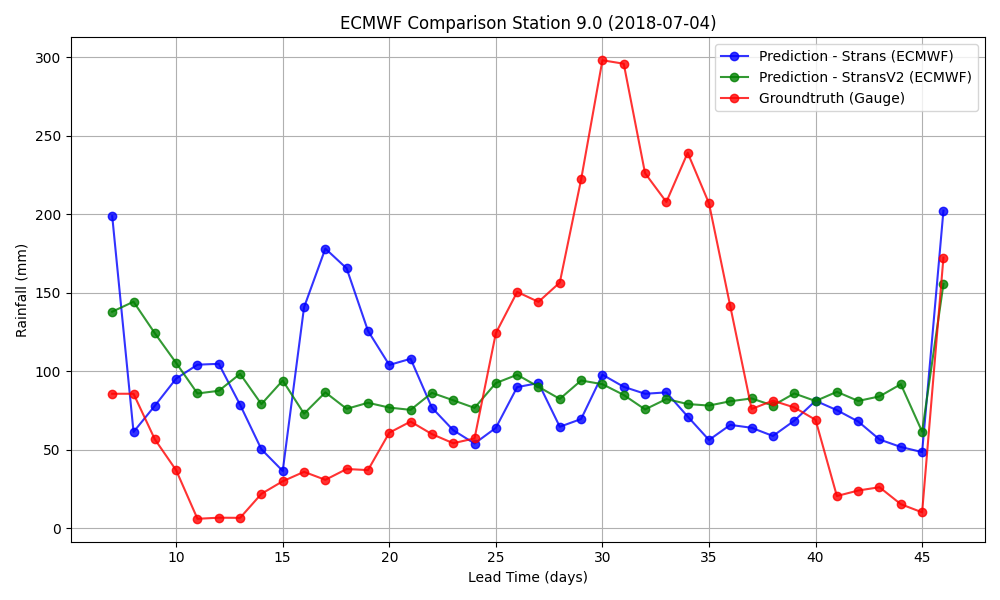 ECMWF Comparison Station 9.0 (2018-07-04)
Prediction - Strans (ECMWF)
Prediction - StransV2 (ECMWF)
Groundtruth (Gauge)
Rainfall (mm)
300
250
200
150
100
50
0
10 15 20 25 30 35 40 45
Lead Time (days)